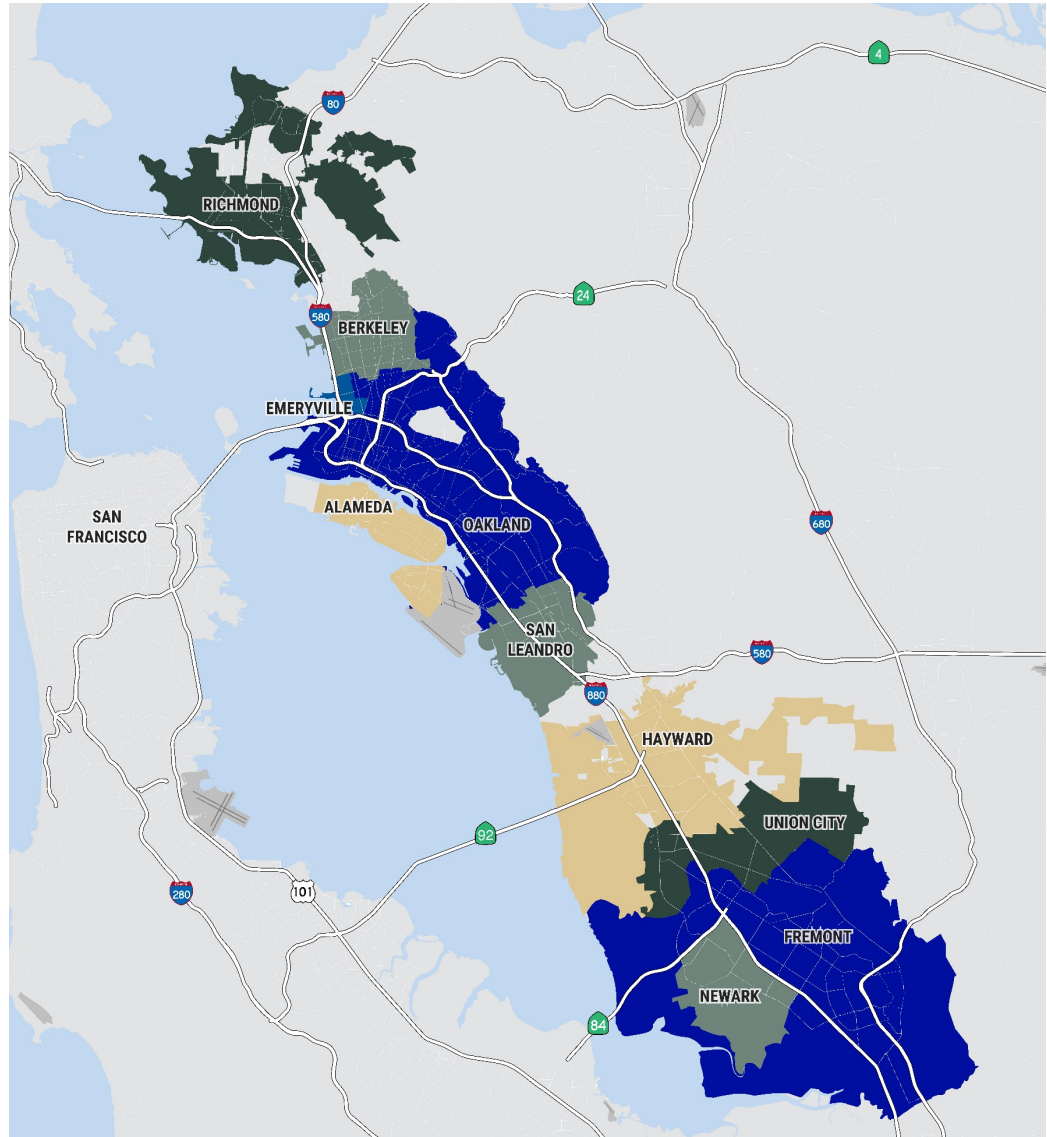 4
80
RICHMOND
24
580
BERKELEY
EMERYVILLE
ALAMEDA
SAN
FRANCISCO
OAKLAND
680
SAN
LEANDRO
580
880
HAYWARD
UNION CITY
92
280
101
FREMONT
NEWARK
84